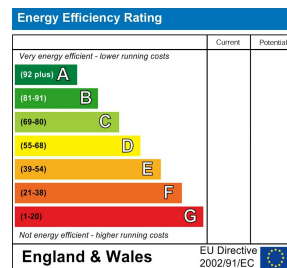 Energy Efficiency Rating
Current Potential
Very energy efficient - lower running costs
(92 plus) A
(81-91) B
(69-80) C
(55-68) D
(39-54) E
(21-38) F
(1-20) G
Not energy efficient - higher running costs
England & Wales
EU Directive
2002/91/EC